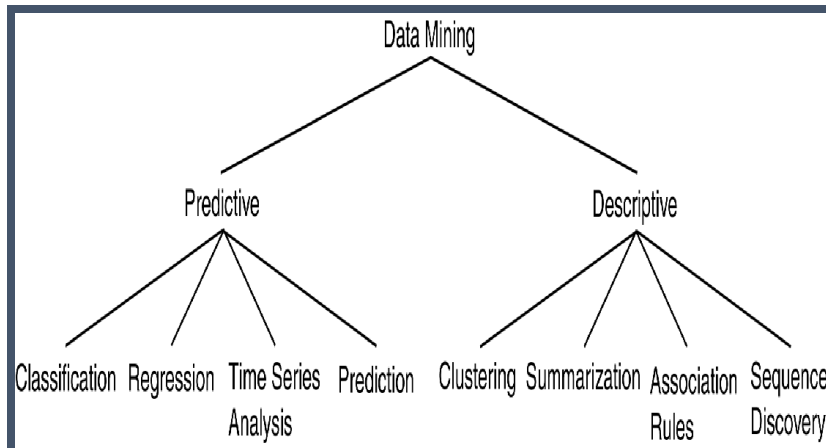 Data Mining
Predictive
Descriptive
Classification
Regression
Time Series
Analysis
Prediction
Clustering
Summarization
Association
Rules
Sequence
Discovery